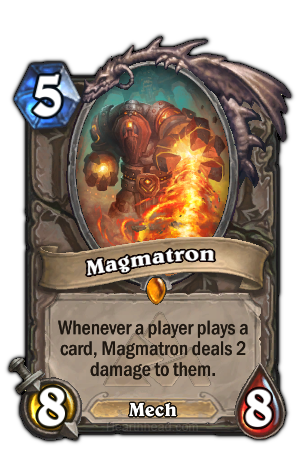 5
Magmatron
Whenever a player plays a
card, Magmatron deals 2
damage to them.
8
Mech
8